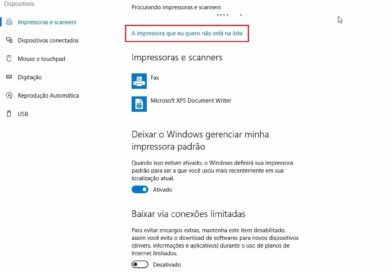 Dispositivos
Impressoras e scanners
Dispositivos conectados
Mouse e touchpad
Digitação
Reprodução Automática
USB
Procurando impressoras e scanners
A impressora que eu quero não está na lista
Impressoras e scanners
Fax
Microsoft XPS Document Writer
Deixar o Windows gerenciar minha
impressora padrão
Quando isso estiver ativado, o Windows definirá sua impressora
padrão para ser a que você usou mais recentemente em sua
localização atual.
Ativado
Baixar via conexões limitadas
Para evitar encargos extras, mantenha este item desabilitado,
assim você evita o download de softwares para novos dispositivos
(drivers, informações e aplicativos) durante o uso de planos de
Internet limitados.
Desativado